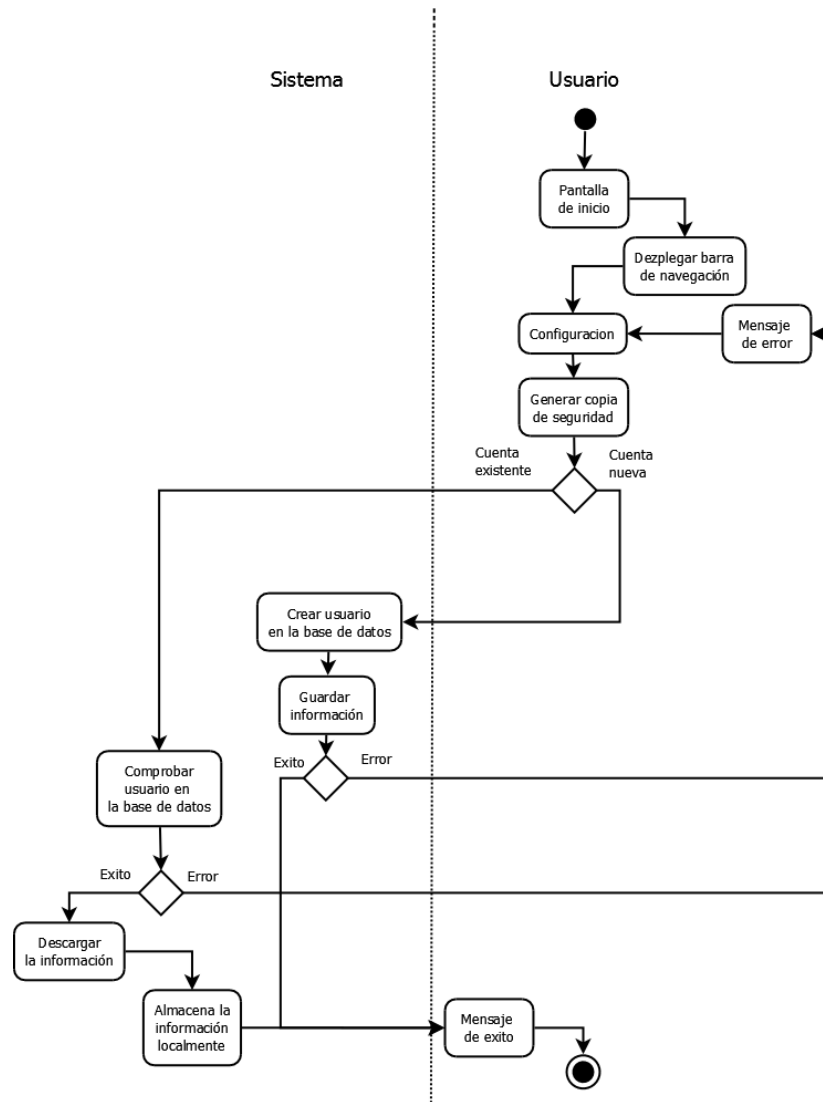 Sistema
Usuario
Pantalla
de inicio
Dezplegar barra
de navegación
Configuracion
Mensaje
de error
Generar copia
de seguridad
Cuenta
existente
Cuenta
nueva
Crear usuario
en la base de datos
Guardar
información
Exito
Error
Comprobar
usuario en
la base de datos
Exito
Error
Descargar
la información
Almacena la
información
localmente
Mensaje
de exito